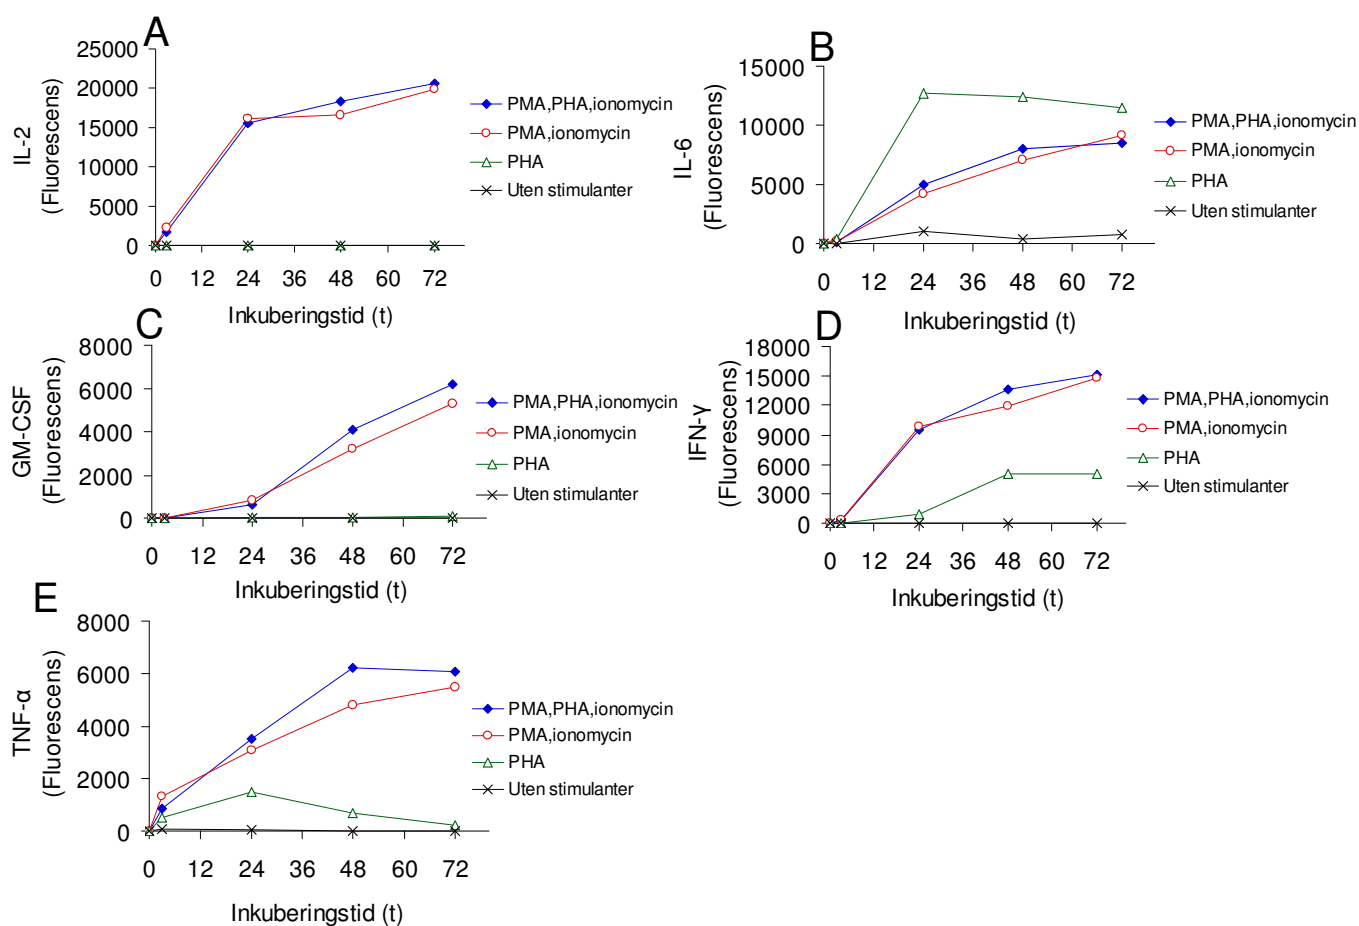 A
IL-2
(Fluorescens)
25000
20000
15000
10000
5000
0
0 12 24 36 48 60 72
Inkuberingstid (t)
PMA,PHA,ionomycin
PMA,ionomycin
PHA
Uten stimulanter
B
IL-6
(Fluorescens)
15000
10000
5000
0
0 12 24 36 48 60 72
Inkuberingstid (t)
PMA,PHA,ionomycin
PMA,ionomycin
PHA
Uten stimulanter
C
GM-CSF
(Fluorescens)
8000
6000
4000
2000
0
0 12 24 36 48 60 72
Inkuberingstid (t)
PMA,PHA,ionomycin
PMA,ionomycin
PHA
Uten stimulanter
D
IFN-γ
(Fluorescens)
18000
15000
12000
9000
6000
3000
0
0 12 24 36 48 60 72
Inkuberingstid (t)
PMA,PHA,ionomycin
PMA,ionomycin
PHA
Uten stimulanter
E
TNF-α
(Fluorescens)
8000
6000
4000
2000
0
0 12 24 36 48 60 72
Inkuberingstid (t)
PMA,PHA,ionomycin
PMA,ionomycin
PHA
Uten stimulanter